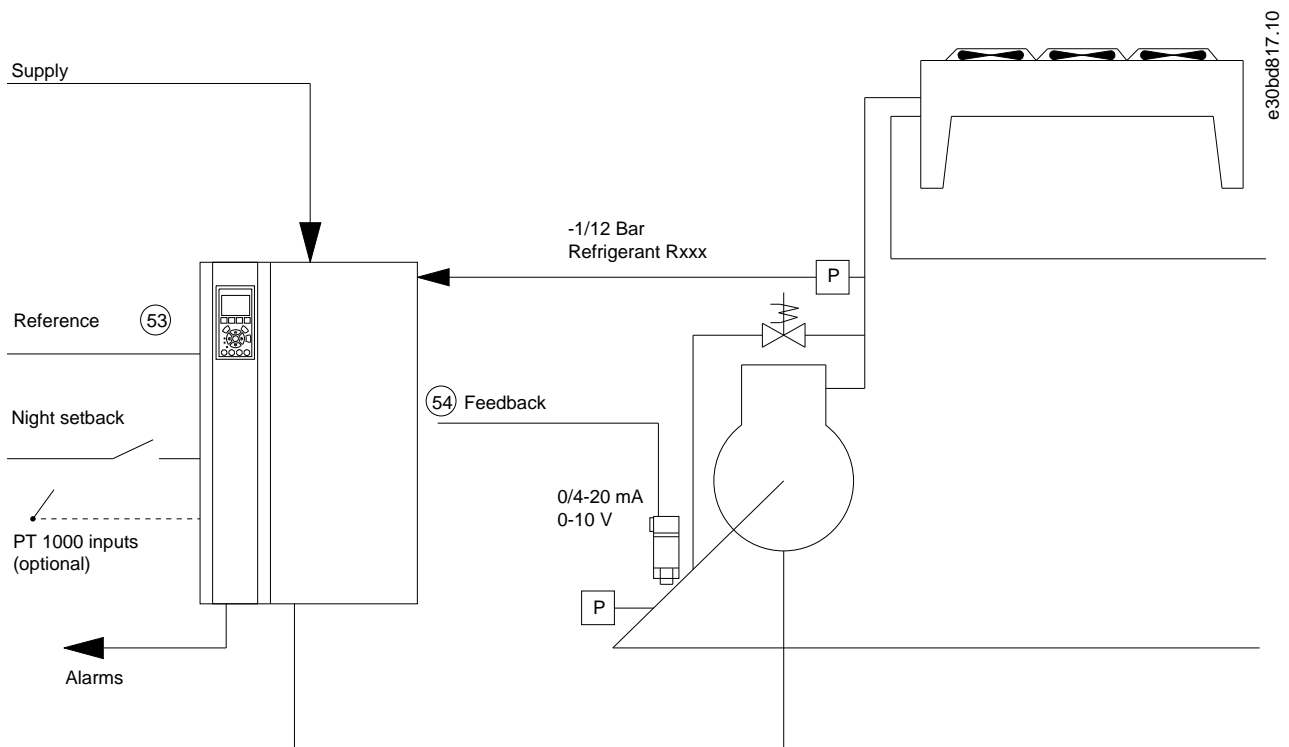 Supply
e30bd817.10
-1/12 Bar
Refrigerant Rxxx
P
Reference 53
54 Feedback
Night setback
0/4-20 mA
0-10 V
PT 1000 inputs
(optional)
P
Alarms